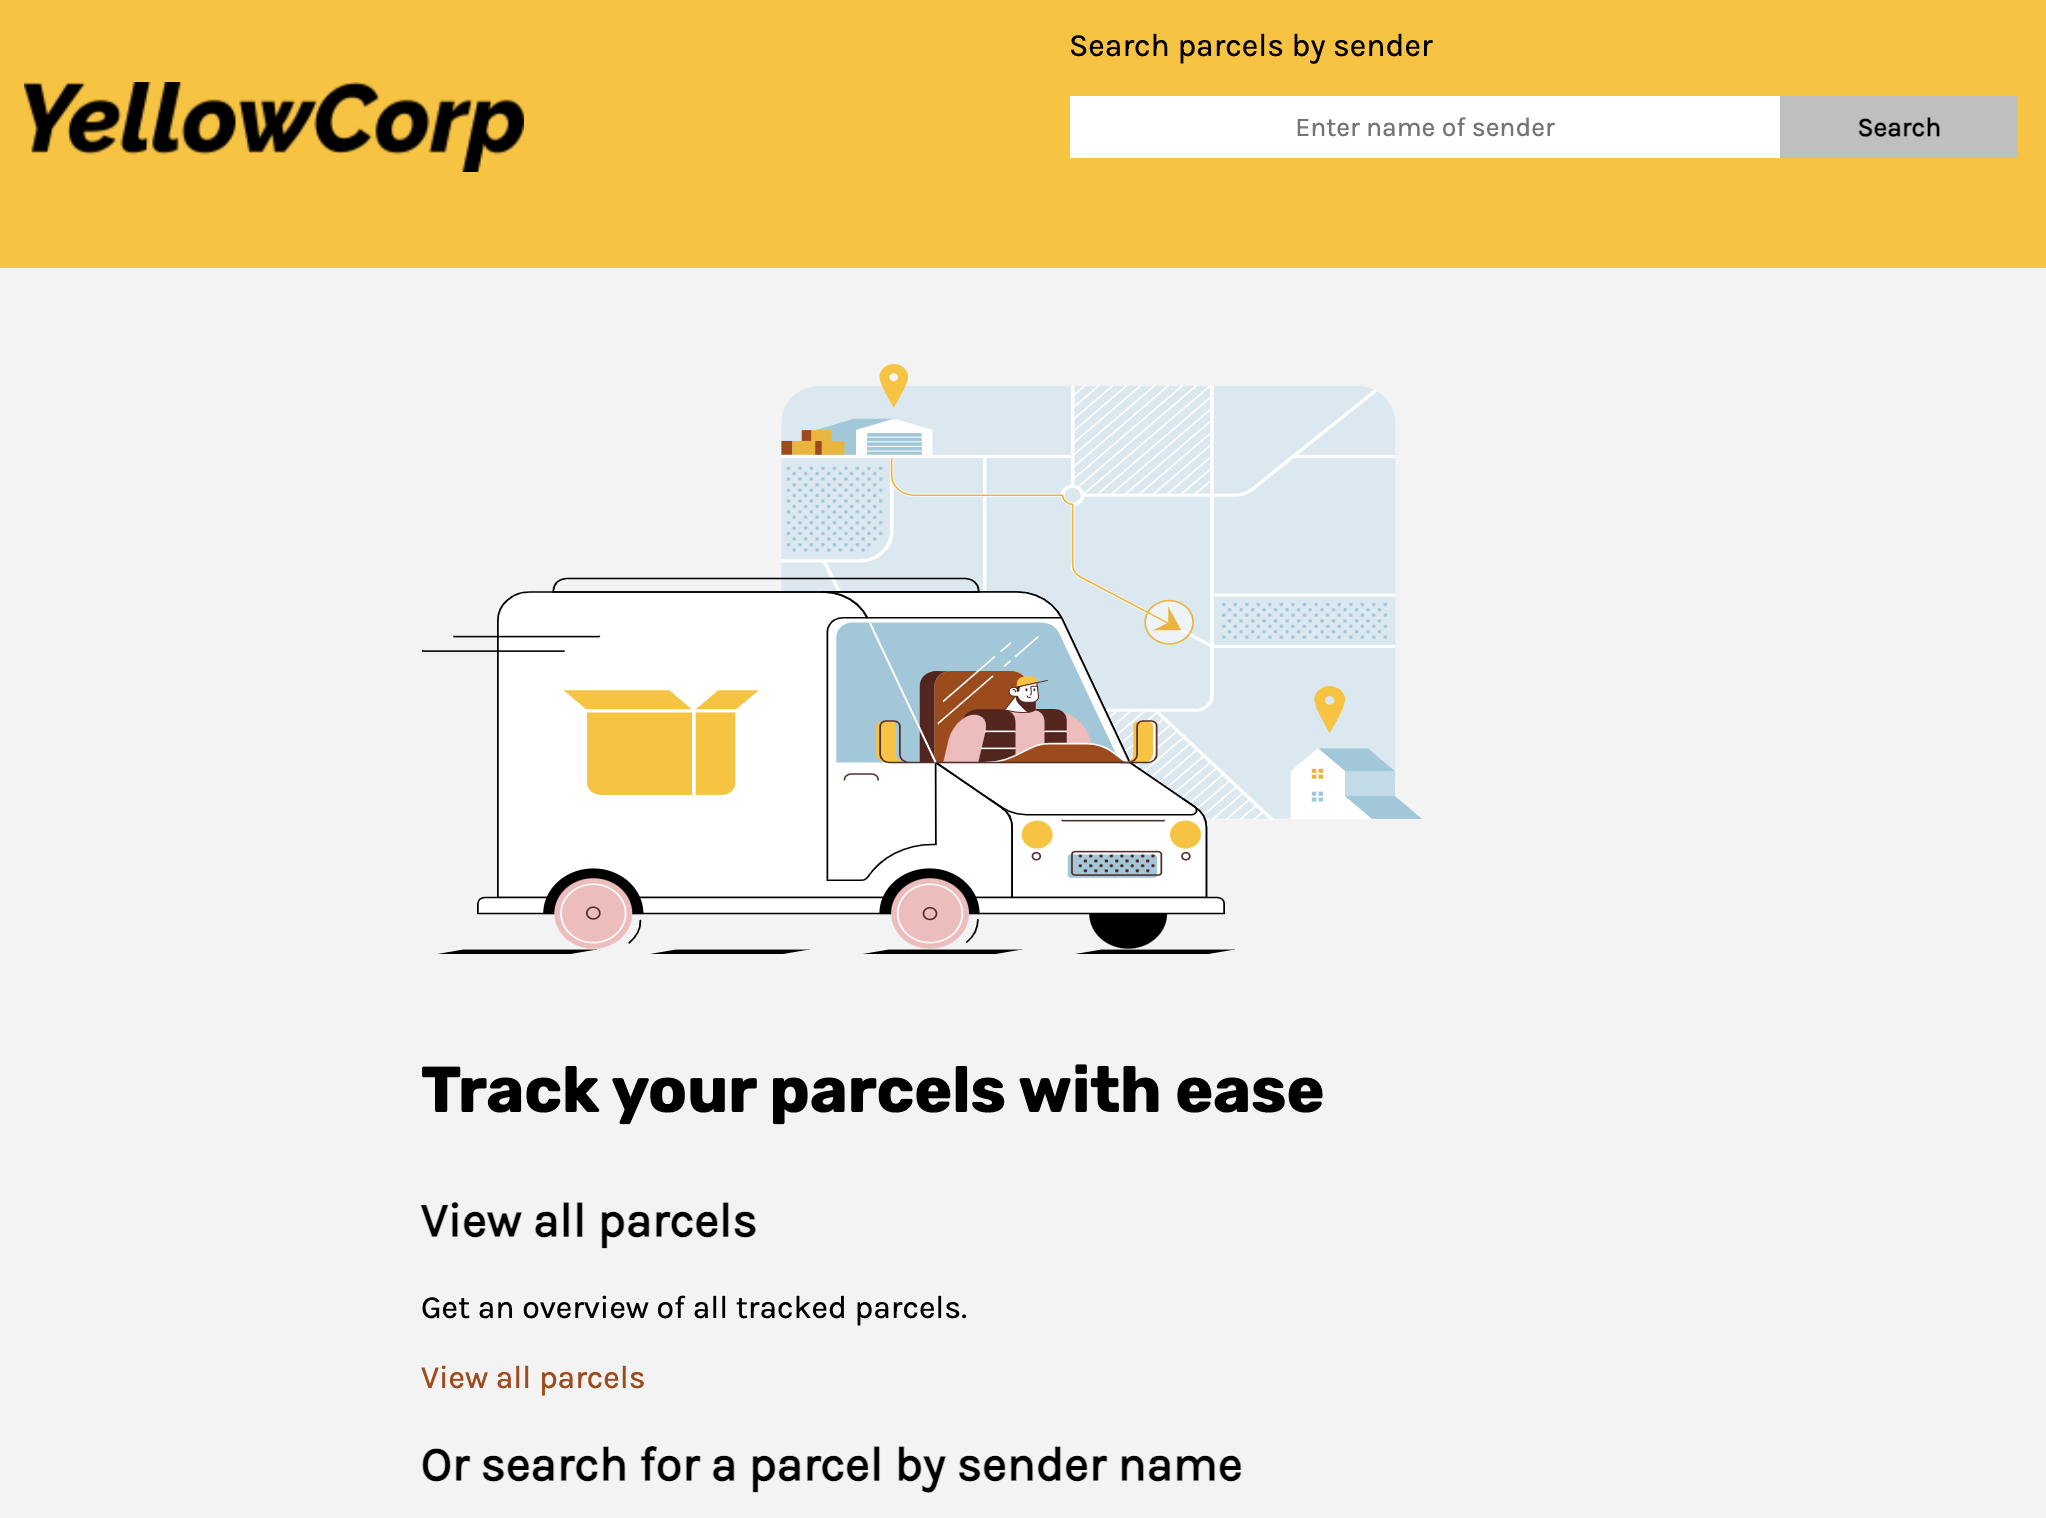 YellowCorp
Search parcels by sender
Enter name of sender
Search
Track your parcels with ease
View all parcels
Get an overview of all tracked parcels.
View all parcels
Or search for a parcel by sender name